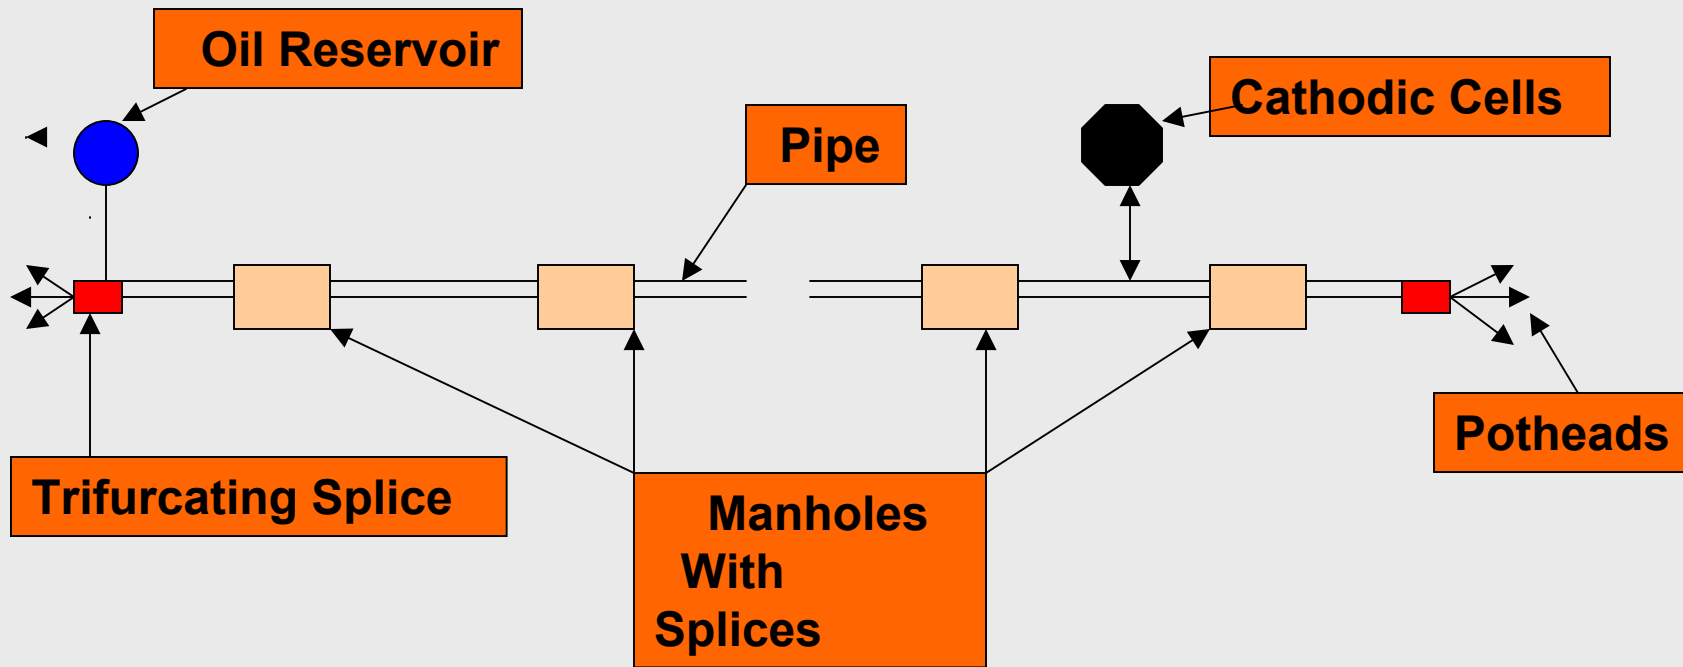 Oil Reservoir
Cathodic Cells
Pipe
Potheads
Trifurcating Splice
Manholes
With
Splices